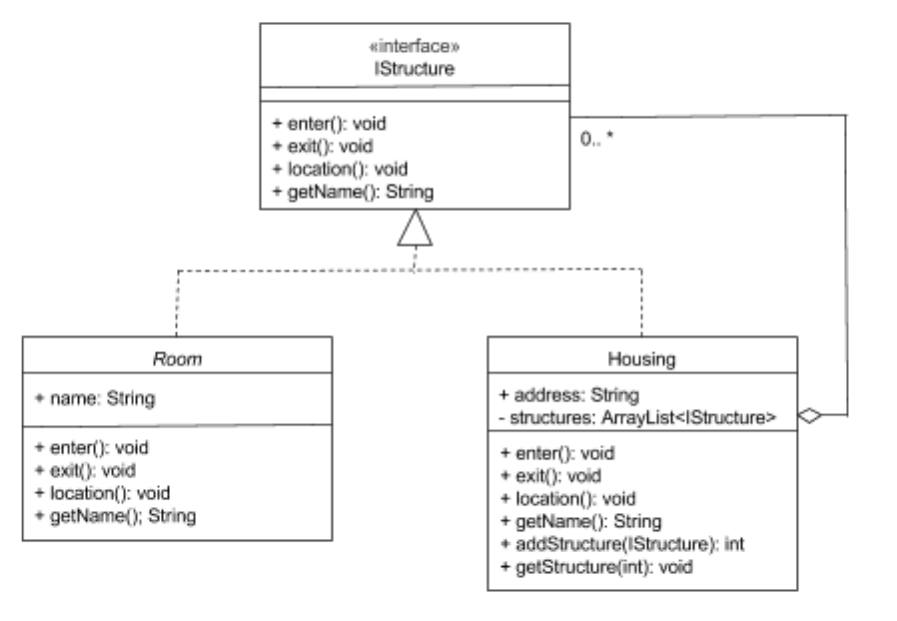 «interface»
IStructure
+ enter(): void
+ exit(): void
+ location(): void
+ getName(): String
0.. *
Room
+ name: String
+ enter(): void
+ exit(): void
+ location(): void
+ getName(); String
Housing
+ address: String
- structures: ArrayList<IStructure>
+ enter(): void
+ exit(): void
+ location(): void
+ getName(): String
+ addStructure(IStructure): int
+ getStructure(int): void